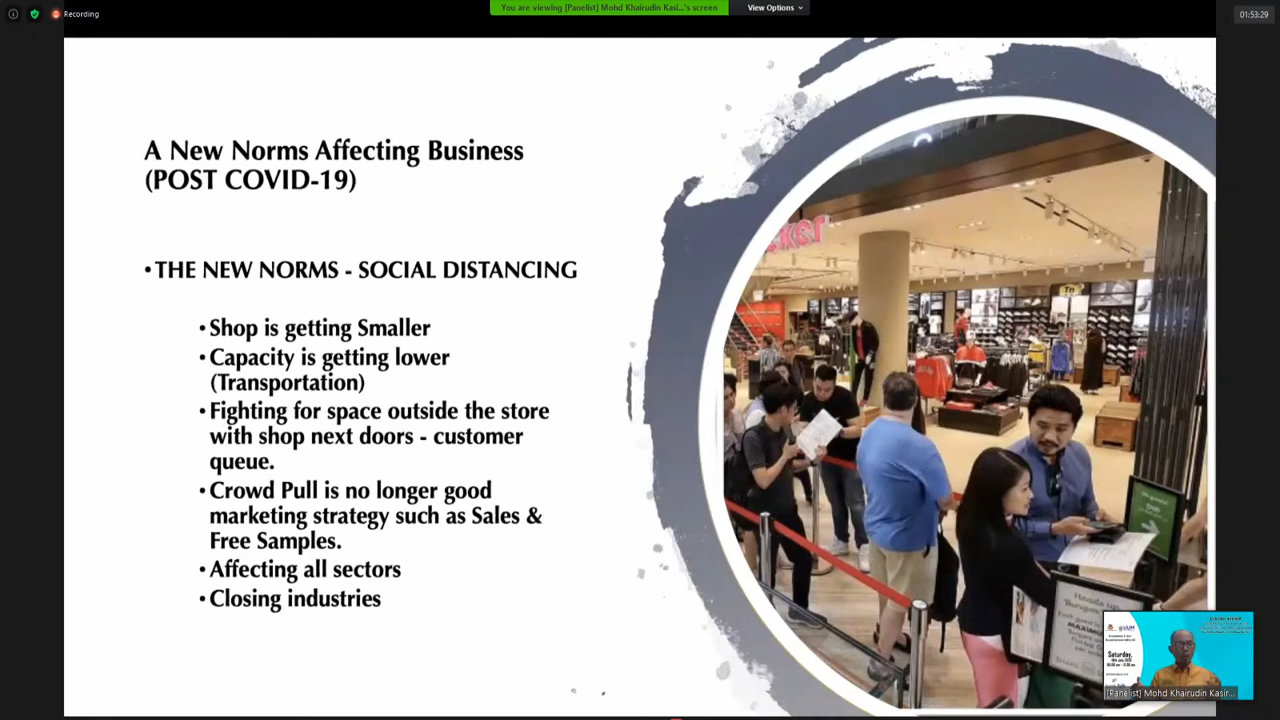 Recording
You are viewing [Panelist] Mohd Khairudin Kasi...'s screen
View Options
01:53:29
A New Norms Affecting Business
(POST COVID-19)
•THE NEW NORMS - SOCIAL DISTANCING
•Shop is getting Smaller
•Capacity is getting lower
(Transportation)
•Fighting for space outside the store
with shop next doors - customer
queue.
•Crowd Pull is no longer good
marketing strategy such as Sales &
Free Samples.
•Affecting all sectors
•Closing industries
Heads up,
Saturday,
[Panelist] Mohd Khairudin Kasir...